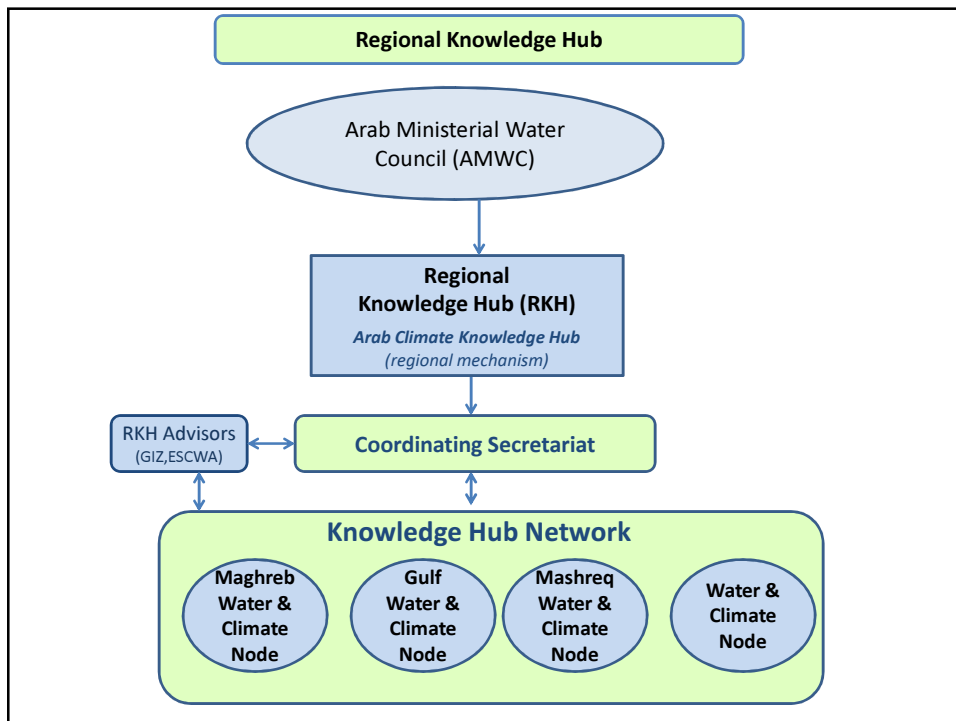 Regional Knowledge Hub
Arab Ministerial Water
Council (AMWC)
Regional
Knowledge Hub (RKH)
Arab Climate Knowledge Hub
(regional mechanism)
RKH Advisors
(GIZ,ESCWA)
Coordinating Secretariat
Knowledge Hub Network
Maghreb
Water &
Climate
Node
Gulf
Water &
Climate
Node
Mashreq
Water &
Climate
Node
Water &
Climate
Node